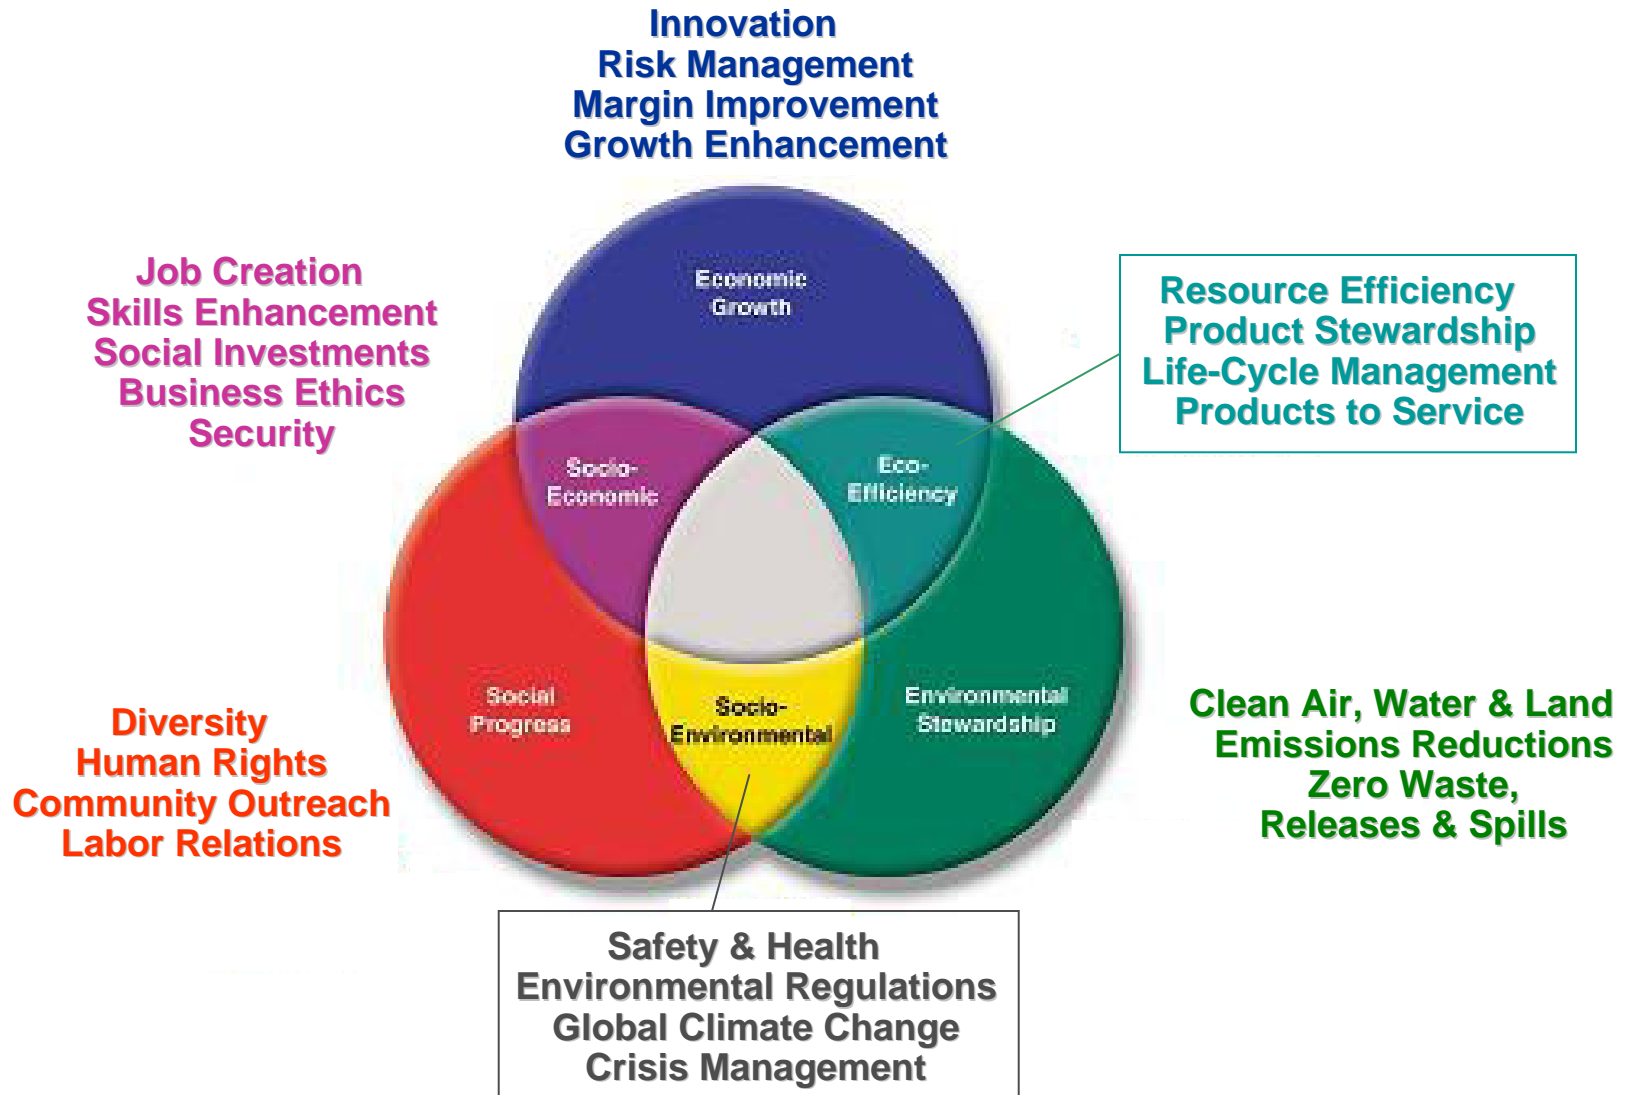 Innovation
Risk Management
Margin Improvement
Growth Enhancement
Job Creation
Skills Enhancement
Social Investments
Business Ethics
Security
Economic
Growth
Resource Efficiency
Product Stewardship
Life-Cycle Management
Products to Service
Socio-
Economic
Eco-
Efficiency
Social
Progress
Socio-
Environmental
Environmental
Stewardship
Diversity
Human Rights
Community Outreach
Labor Relations
Clean Air, Water & Land
Emissions Reductions
Zero Waste,
Releases & Spills
Safety & Health
Environmental Regulations
Global Climate Change
Crisis Management